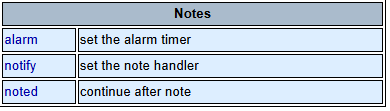 Notes
alarm set the alarm timer
notify set the note handler
noted continue after note